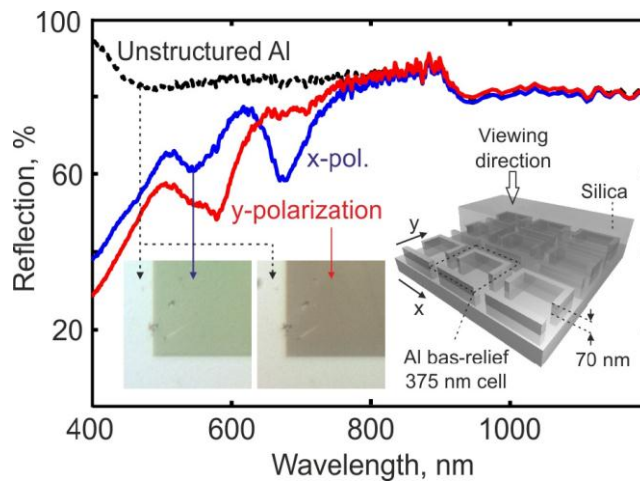 100
80
60
20
Reflection, %
Unstructured Al
x-pol.
y-polarization
Viewing
direction
Silica
y
x
Al bas-relief
375 nm cell
70 nm
400
600
800
1000
Wavelength, nm